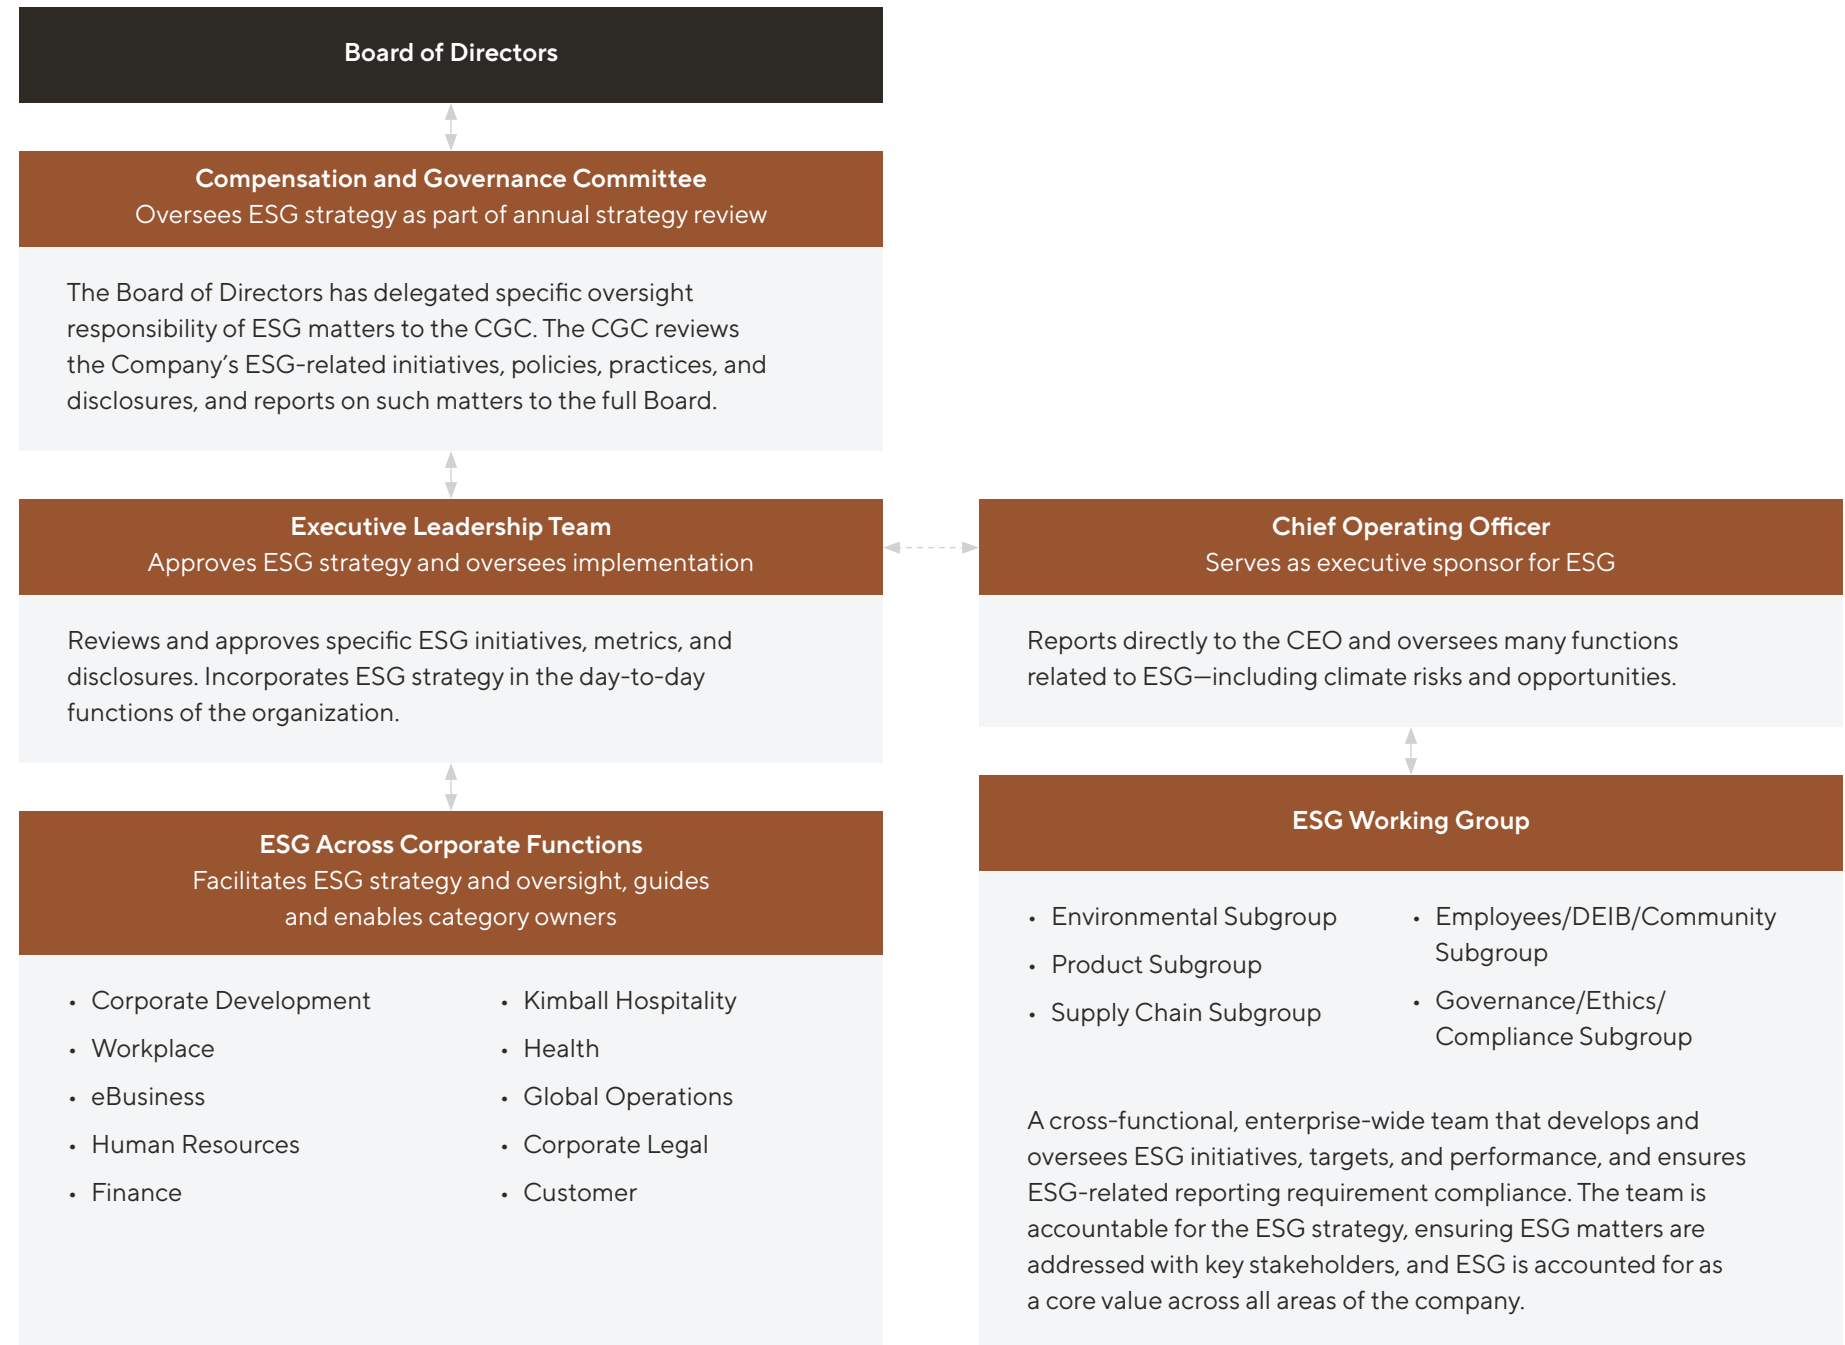 Board of Directors
Compensation and Governance Committee
Oversees ESG strategy as part of annual strategy review
The Board of Directors has delegated specific oversight
responsibility of ESG matters to the CGC. The CGC reviews
the Company's ESG-related initiatives, policies, practices, and
disclosures, and reports on such matters to the full Board.
Executive Leadership Team
Approves ESG strategy and oversees implementation
Reviews and approves specific ESG initiatives, metrics, and
disclosures. Incorporates ESG strategy in the day-to-day
functions of the organization.
ESG Across Corporate Functions
Facilitates ESG strategy and oversight, guides
and enables category owners
• Corporate Development
• Workplace
• eBusiness
• Human Resources
• Finance
• Kimball Hospitality
• Health
• Global Operations
• Corporate Legal
• Customer
Chief Operating Officer
Serves as executive sponsor for ESG
Reports directly to the CEO and oversees many functions
related to ESG—including climate risks and opportunities.
ESG Working Group
• Environmental Subgroup
• Product Subgroup
• Supply Chain Subgroup
• Employees/DEIB/Community
Subgroup
• Governance/Ethics/
Compliance Subgroup
A cross-functional, enterprise-wide team that develops and
oversees ESG initiatives, targets, and performance, and ensures
ESG-related reporting requirement compliance. The team is
accountable for the ESG strategy, ensuring ESG matters are
addressed with key stakeholders, and ESG is accounted for as
a core value across all areas of the company.